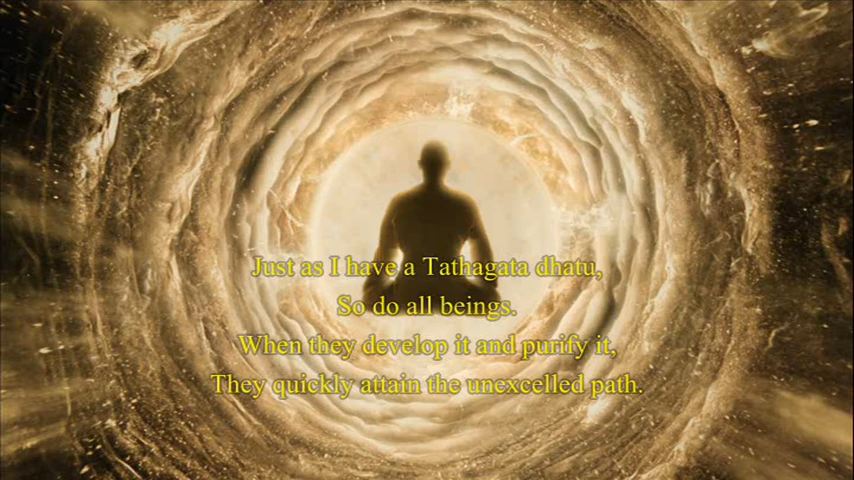 Just as I have a Tathagata dhatu,
So do all beings.
When they develop it and purify it,
They quickly attain the unexcelled path.